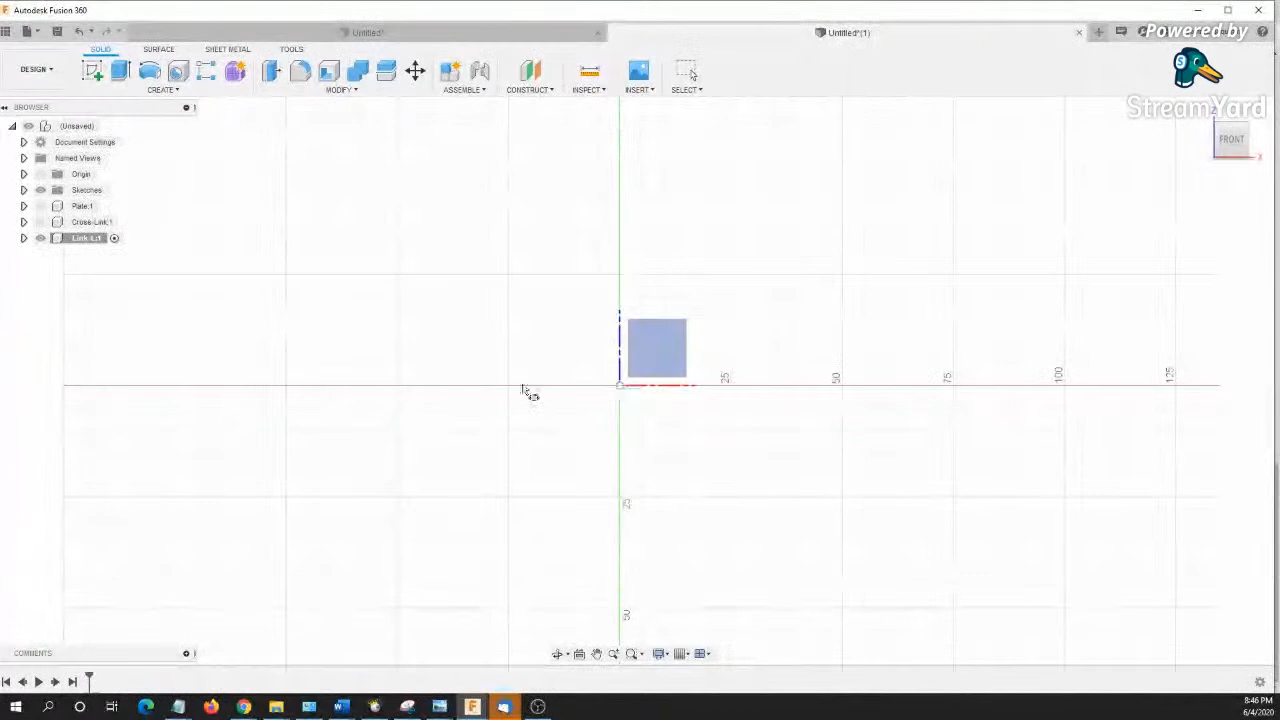 Autodesk Fusion 360
Untitled*
Untitled*(1)
Powered by
StreamYard
SOLID
SURFACE
SHEET METAL
TOOLS
DESIGN
CREATE
MODIFY
ASSEMBLE
CONSTRUCT
INSPECT
INSERT
SELECT
BROWSER
(Unsaved)
Document Settings
Named Views
Origin
Sketches
Plate:1
Cross-Link:1
Z
FRONT
X
25
50
75
100
125
25
50
COMMENTS
8:46 PM
6/4/2020